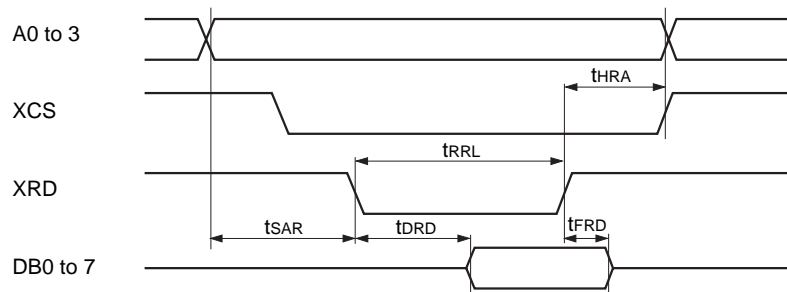 A0 to 3
tHRA
XCS
tRRL
XRD
tSAR
tDRD
tFRD
DB0 to 7